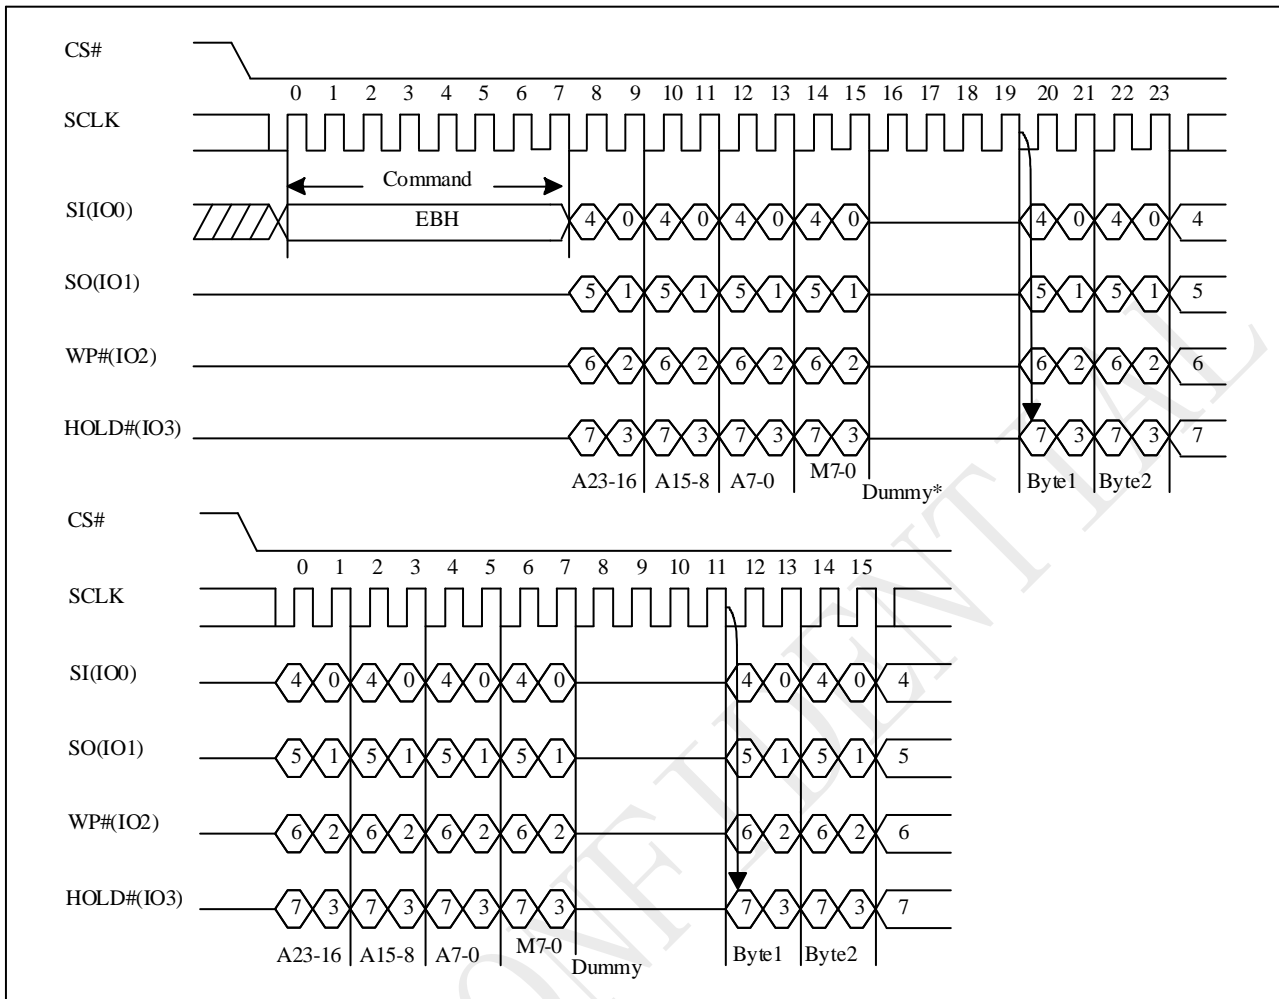 CS#
0 1 2 3 4 5 6 7 8 9 10 11 12 13 14 15 16 17 18 19 20 21 22 23
SCLK
Command
SI(IO0) EBH 4 0 4 0 4 0 4 0 4 0 4 0 4
SO(IO1) 5 1 5 1 5 1 5 1 5 1 5 1 5
WP#(IO2) 6 2 6 2 6 2 6 2 6 2 6 2 6
HOLD#(IO3) 7 3 7 3 7 3 7 3 7 3 7 3 7
A23-16 A15-8 A7-0 M7-0 Dummy* Byte1 Byte2
CS#
0 1 2 3 4 5 6 7 8 9 10 11 12 13 14 15
SCLK
SI(IO0) 4 0 4 0 4 0 4 0 4 0 4 0 4
SO(IO1) 5 1 5 1 5 1 5 1 5 1 5 1 5
WP#(IO2) 6 2 6 2 6 2 6 2 6 2 6 2 6
HOLD#(IO3) 7 3 7 3 7 3 7 3 7 3 7 3 7
A23-16 A15-8 A7-0 M7-0 Dummy Byte1 Byte2
ONFIDENTIAL